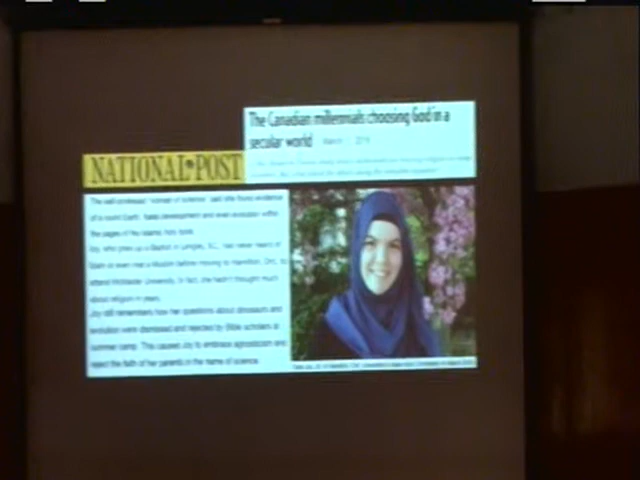 The Canadian millennials choosing God in a
secular world
NATIONAL POST
The self-professed "woman of science" said she found evidence
of a round Earth, fetal development and even evolution within
the pages of the Islamic holy book.
Joy, who grew up a Baptist in Langley, B.C., had never heard of
Islam or even met a Muslim before moving to Hamilton, Ont., to
attend McMaster University. In fact, she hadn't thought much
about religion in years.
Joy still remembers how her questions about dinosaurs and
evolution were dismissed and rejected by Bible scholars at
summer camp. This caused Joy to embrace agnosticism and
reject the faith of her parents in the name of science.